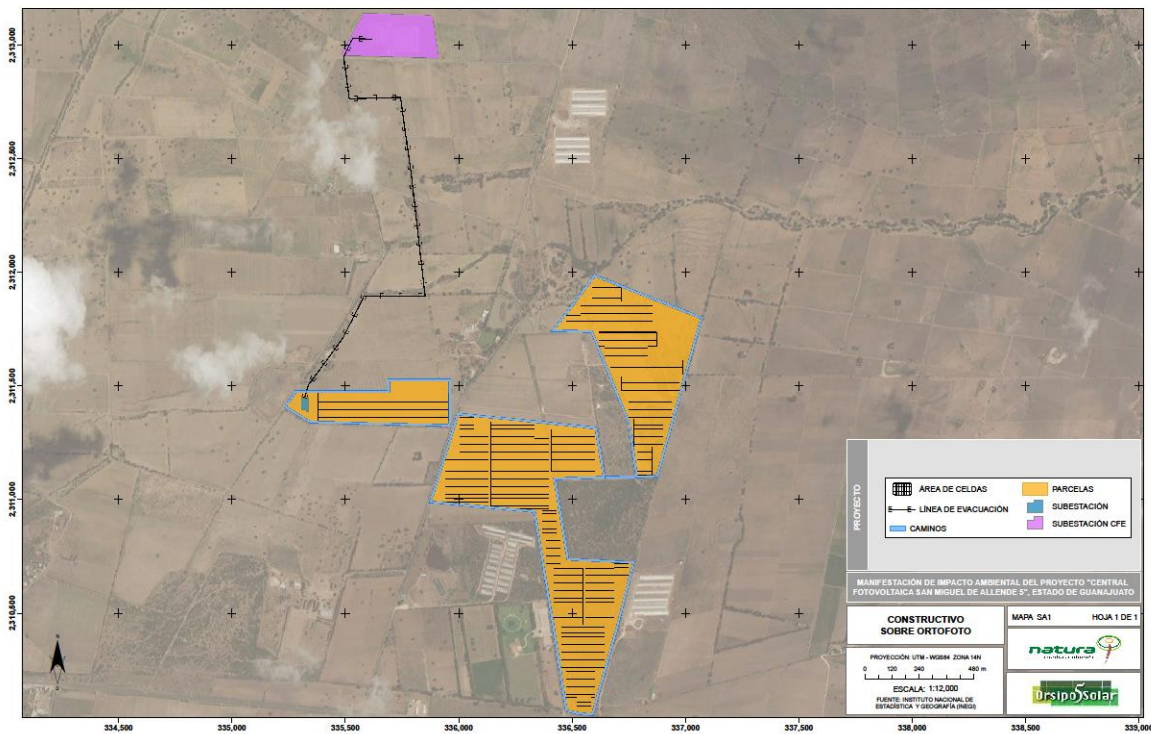 2,313,000
2,312,500
2,312,000
2,311,500
2,311,000
2,310,500
334,500
335,000
335,500
336,000
336,500
337,000
337,500
338,000
338,500
339,000
N
PROYECTO
ÁREA DE CELDAS
LÍNEA DE EVACUACIÓN
CAMINOS
PARCELAS
SUBESTACIÓN
SUBESTACIÓN CFE
MANIFESTACIÓN DE IMPACTO AMBIENTAL DEL PROYECTO "CENTRAL
FOTOVOLTAICA SAN MIGUEL DE ALLENDE 5", ESTADO DE GUANAJUATO
CONSTRUCTIVO
SOBRE ORTOFOTO
MAPA SA1 HOJA 1 DE 1
PROYECCIÓN: UTM - WGS84 ZONA 14N
0 120 240 480 m
ESCALA: 1:12,000
FUENTE: INSTITUTO NACIONAL DE
ESTADÍSTICA Y GEOGRAFÍA (INEGI)
natura
Orsipo 5 Solar